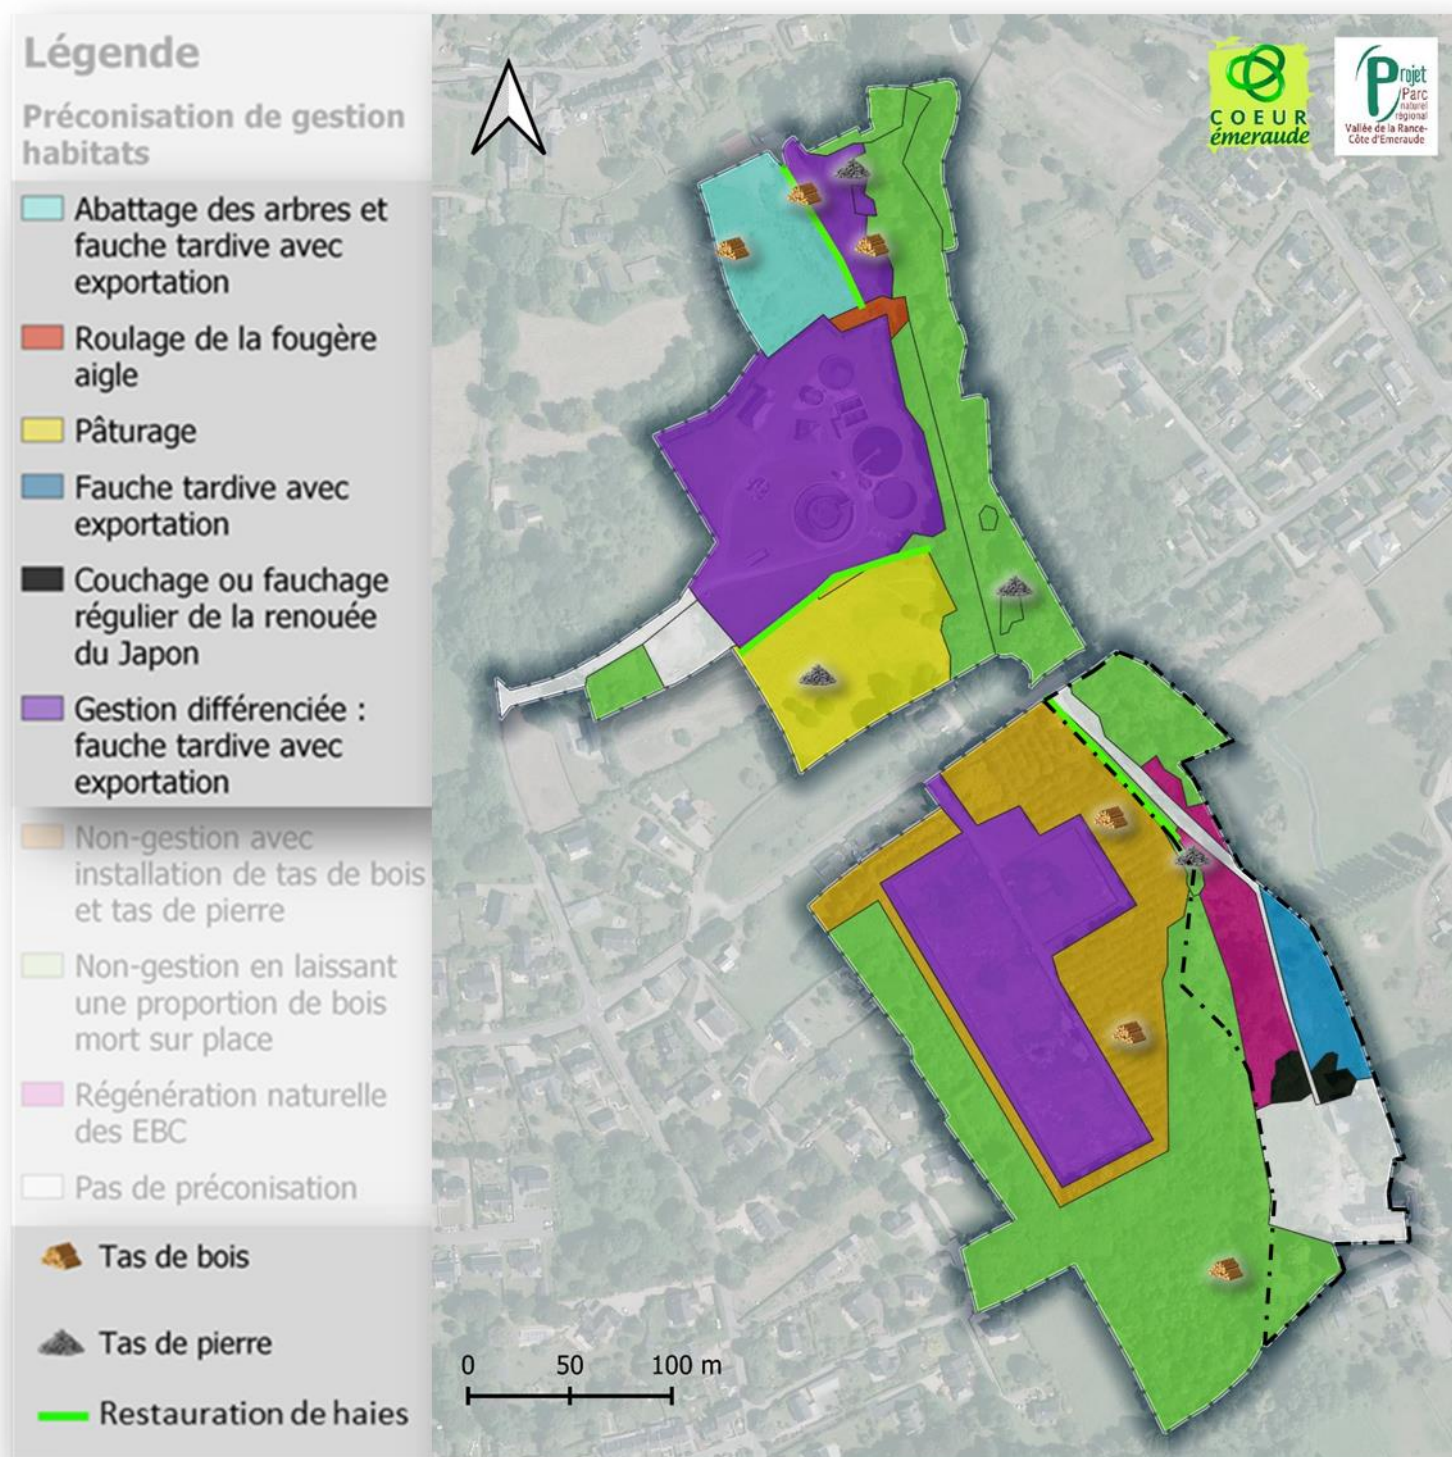 Légende
Préconisation de gestion
habitats
Abattage des arbres et
fauche tardive avec
exportation
Roulage de la fougère
aigle
Pâturage
Fauche tardive avec
exportation
Couchage ou fauchage
régulier de la renouée
du Japon
Gestion différenciée :
fauche tardive avec
exportation
Non-gestion avec
installation de tas de bois
et tas de pierre
Non-gestion en laissant
une proportion de bois
mort sur place
Régénération naturelle
des EBC
Pas de préconisation
Tas de bois
Tas de pierre
Restauration de haies
COEUR
émeraude
Projet
Parc
naturel
régional
Vallée de la Rance-
Côte d'Emeraude
0 50 100 m